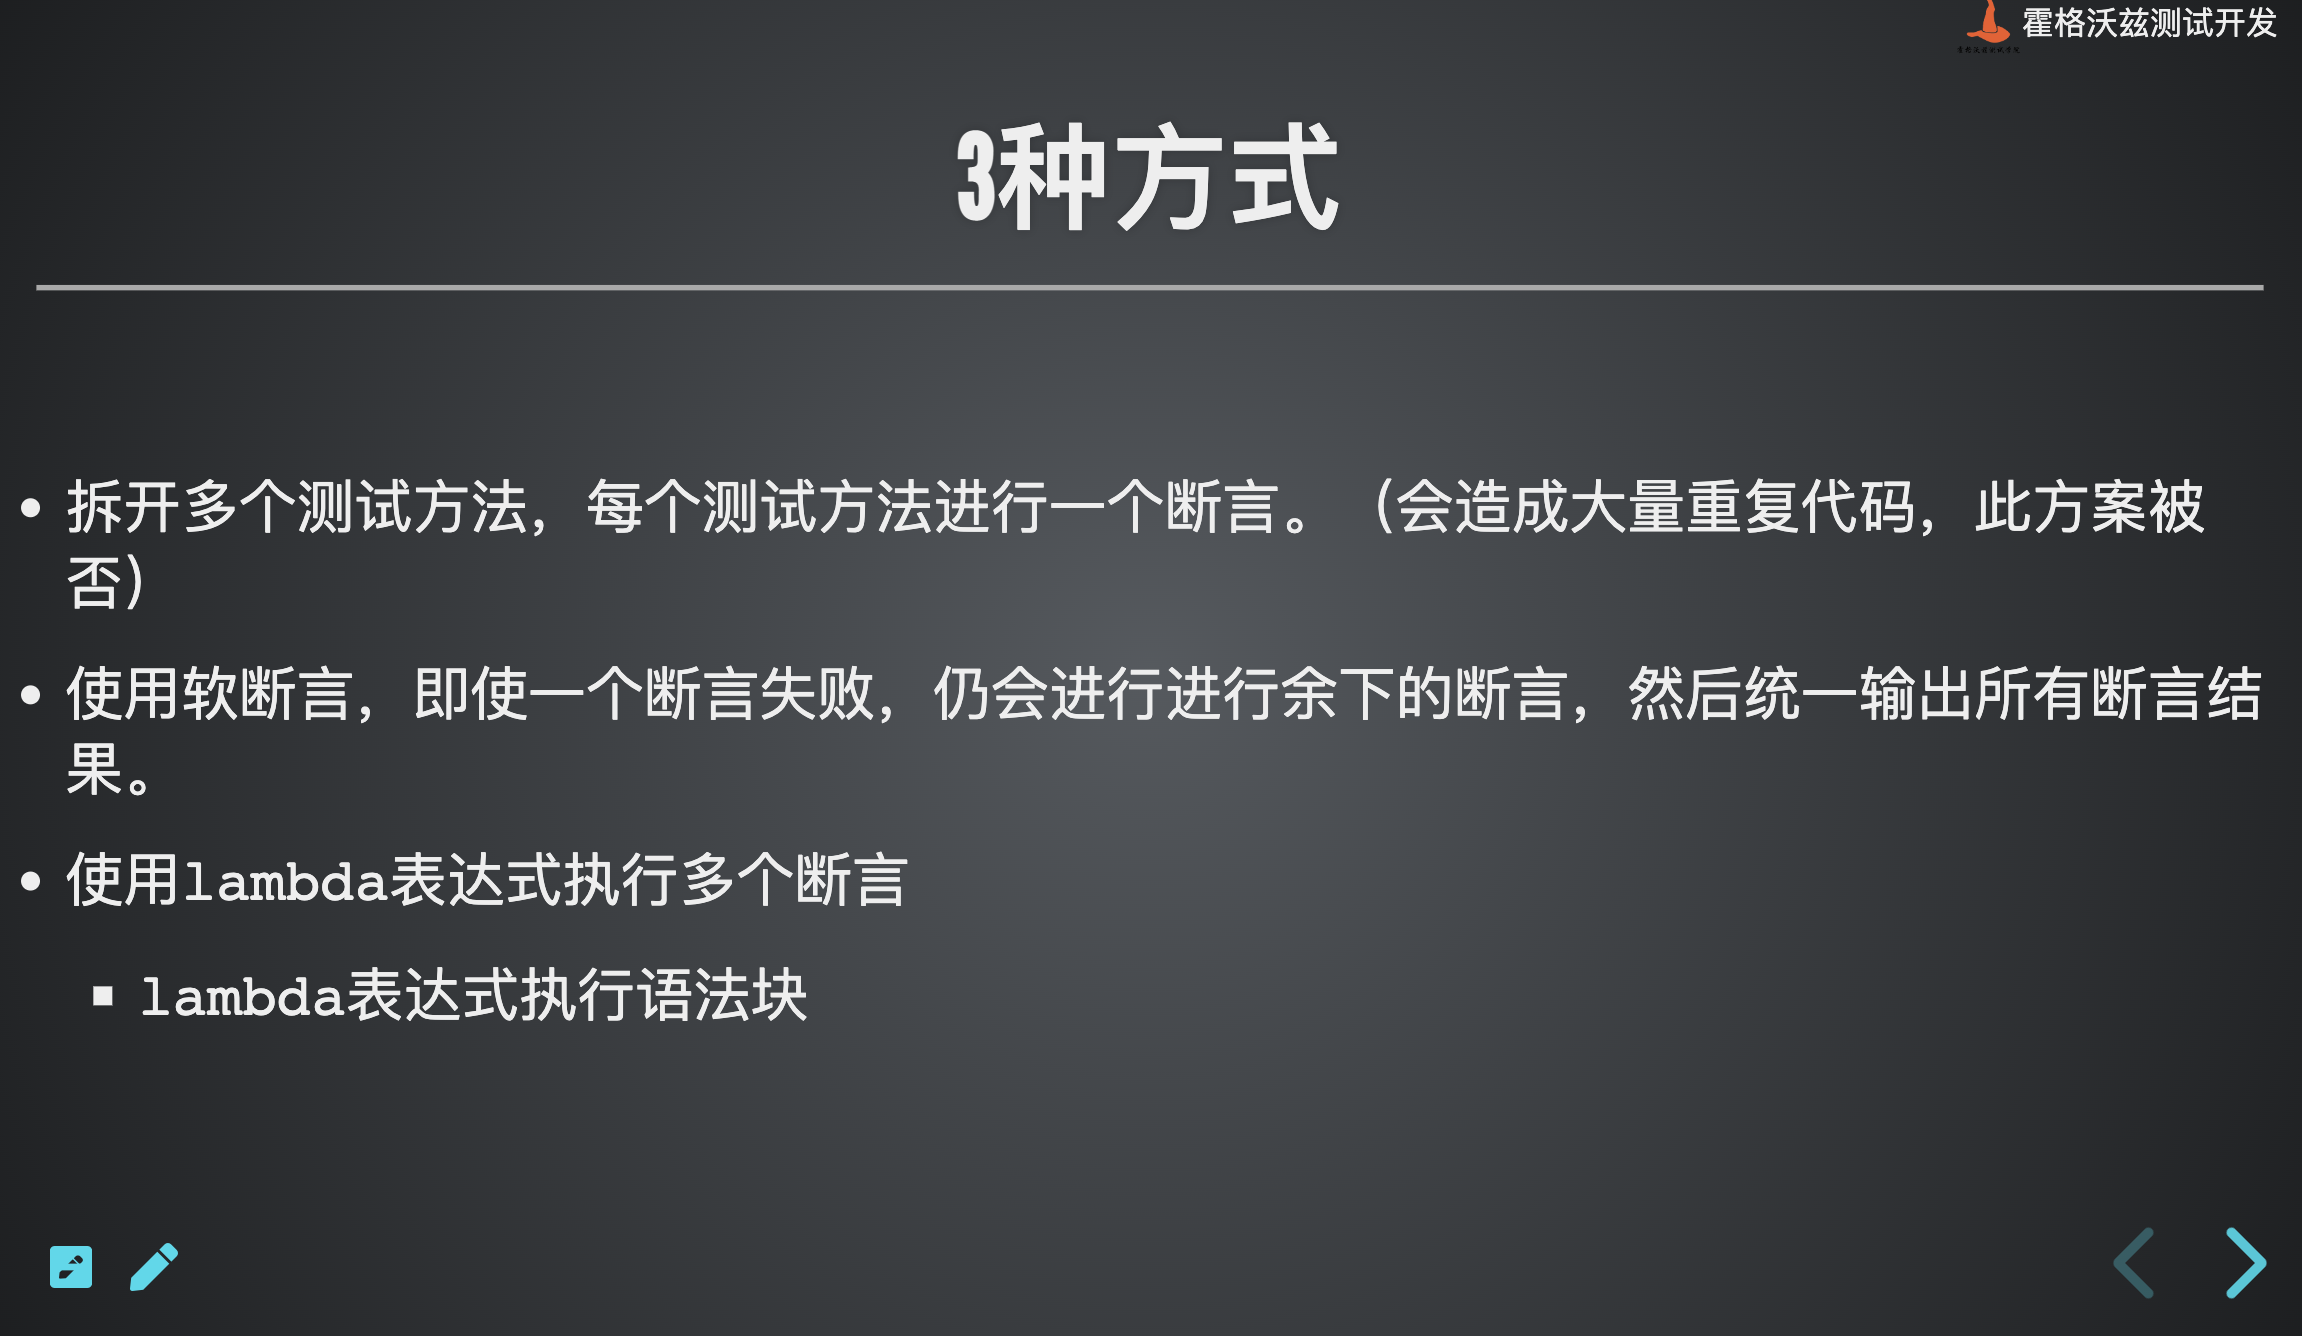 霍格沃兹测试开发
3种方式
拆开多个测试方法，每个测试方法进行一个断言。（会造成大量重复代码，此方案被
否）
使用软断言，即使一个断言失败，仍会进行进行余下的断言，然后统一输出所有断言结
果。
使用lambda表达式执行多个断言
lambda表达式执行语法块